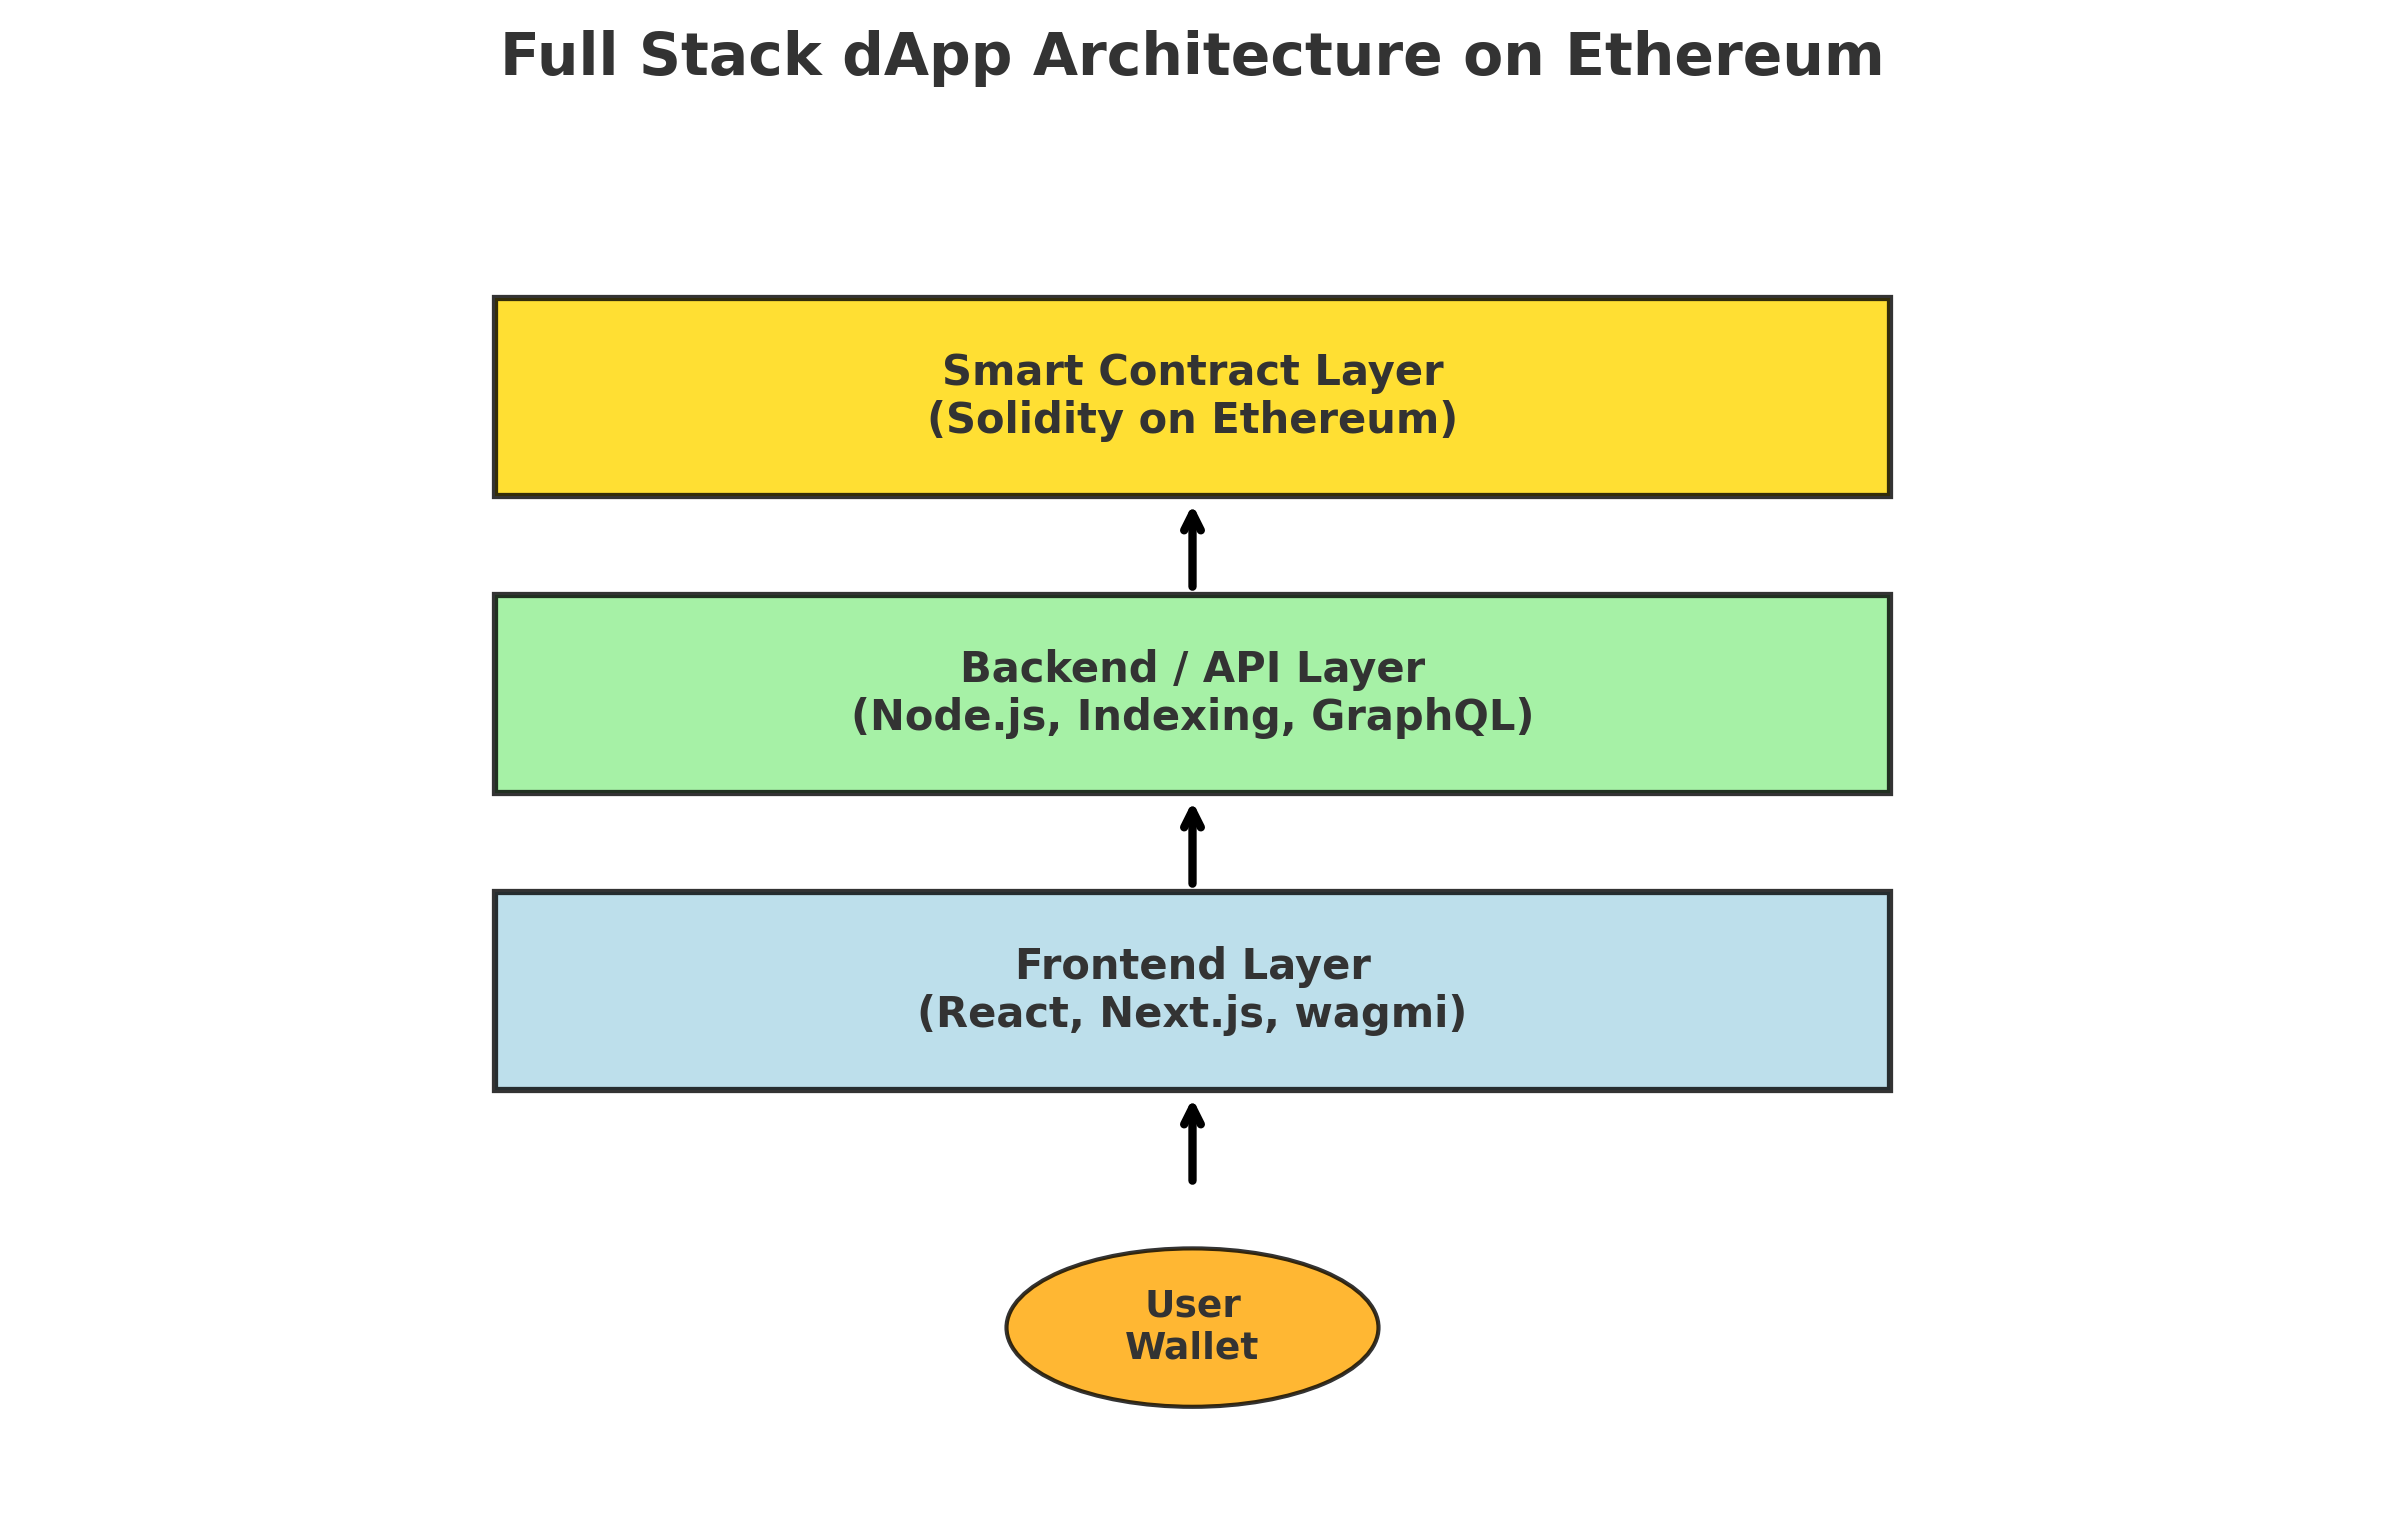 Full Stack dApp Architecture on Ethereum
Smart Contract Layer
(Solidity on Ethereum)
Backend / API Layer
(Node.js, Indexing, GraphQL)
Frontend Layer
(React, Next.js, wagmi)
User
Wallet